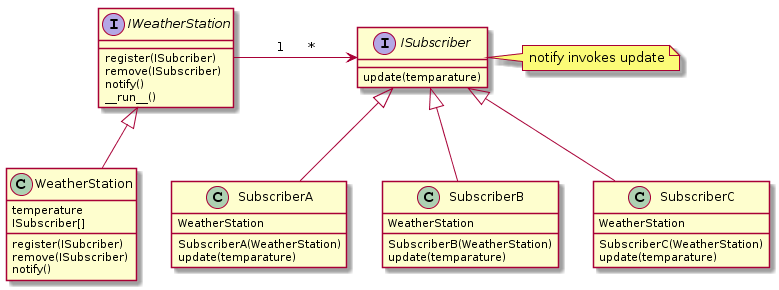 I IWeatherStation
register(ISubcriber)
remove(ISubscriber)
notify()
__run__()
1 *
I ISubscriber
update(temparature)
notify invokes update
C WeatherStation
temperature
ISubscriber[]
register(ISubcriber)
remove(ISubscriber)
notify()
C SubscriberA
WeatherStation
SubscriberA(WeatherStation)
update(temparature)
C SubscriberB
WeatherStation
SubscriberB(WeatherStation)
update(temparature)
C SubscriberC
WeatherStation
SubscriberC(WeatherStation)
update(temparature)